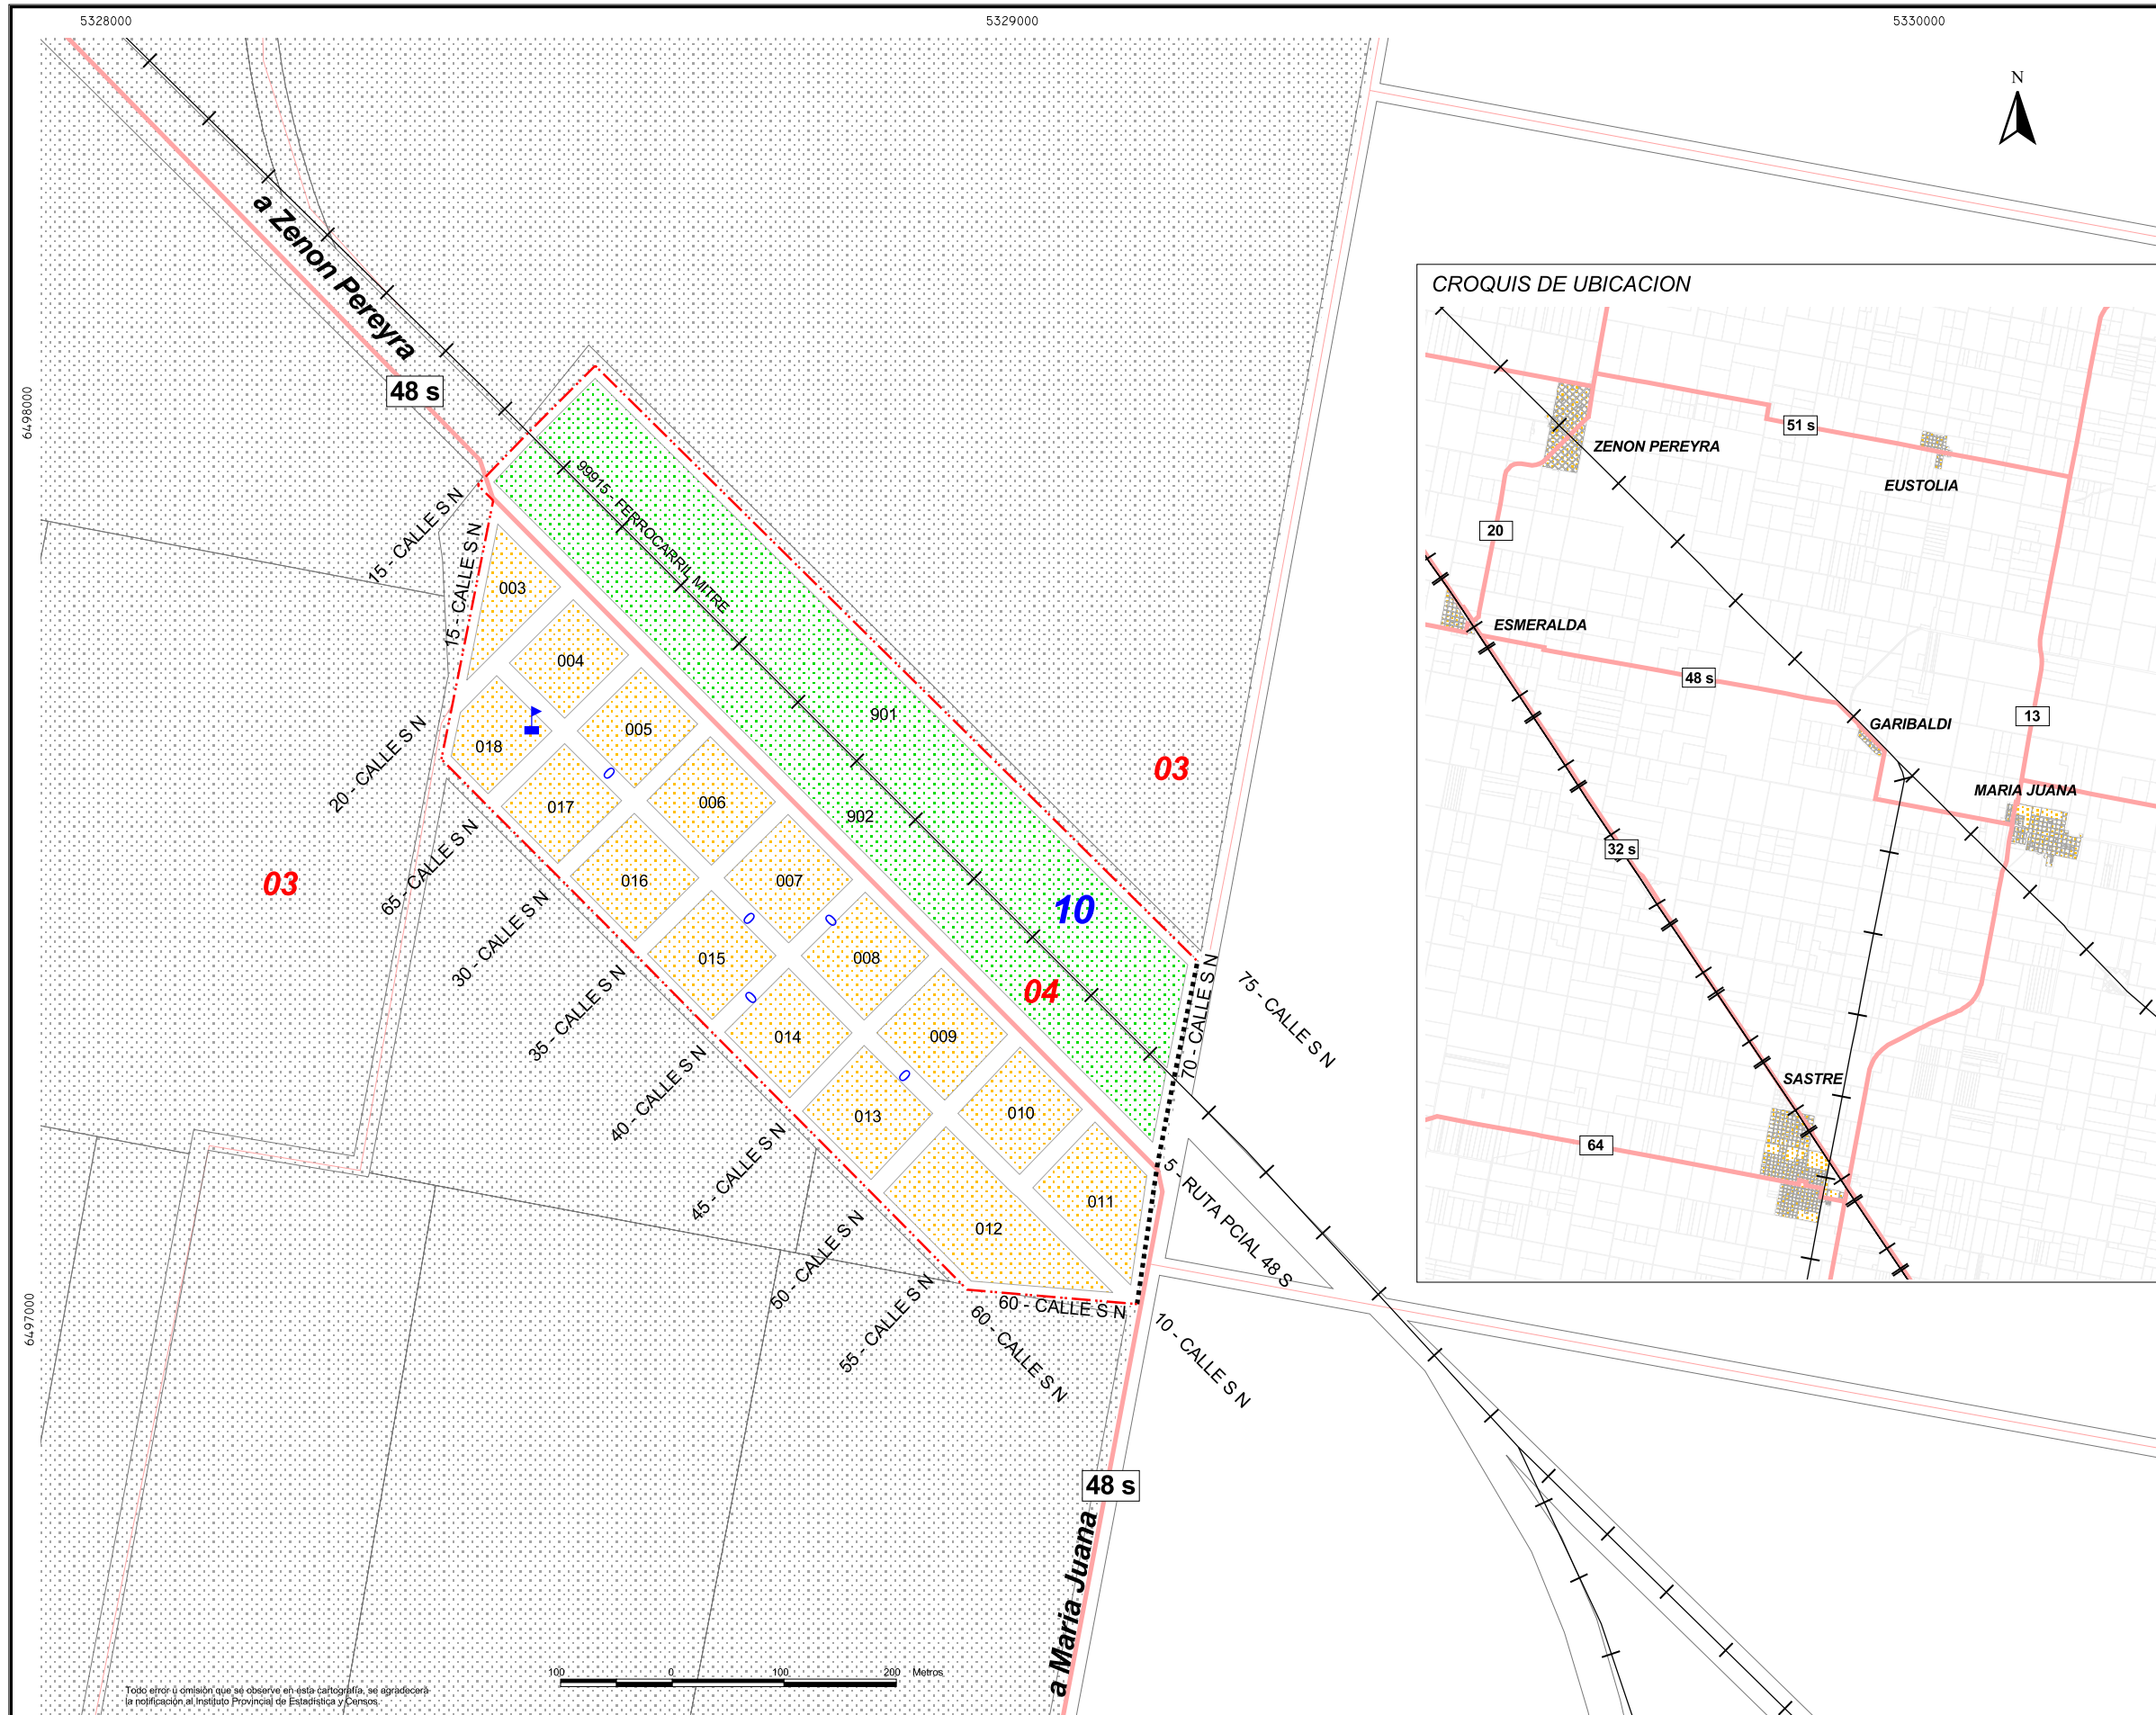 5328000
5329000
5330000
N
6498000
6497000
a Zenon Pereyra
48 s
99915 - FERROCARRIL MITRE
15 - CALLE S N
15 - CALLE S N
003
004
005
006
007
008
009
010
011
012
013
014
015
016
017
018
901
902
03
03
10
04
0
0
0
0
0
20 - CALLE S N
65 - CALLE S N
30 - CALLE S N
35 - CALLE S N
40 - CALLE S N
45 - CALLE S N
50 - CALLE S N
55 - CALLE S N
60 - CALLE S N
60 - CALLE S N
70 - CALLE S N
75 - CALLE S N
5 - RUTA PCIAL 48 S
10 - CALLE S N
48 s
a Maria Juana
CROQUIS DE UBICACION
ZENON PEREYRA
51 s
EUSTOLIA
20
ESMERALDA
48 s
GARIBALDI
13
MARIA JUANA
32 s
SASTRE
64
100 0 100 200 Metros
Todo error ú omisión que se observe en esta cartografía, se agradecerá
la notificación al Instituto Provincial de Estadística y Censos.